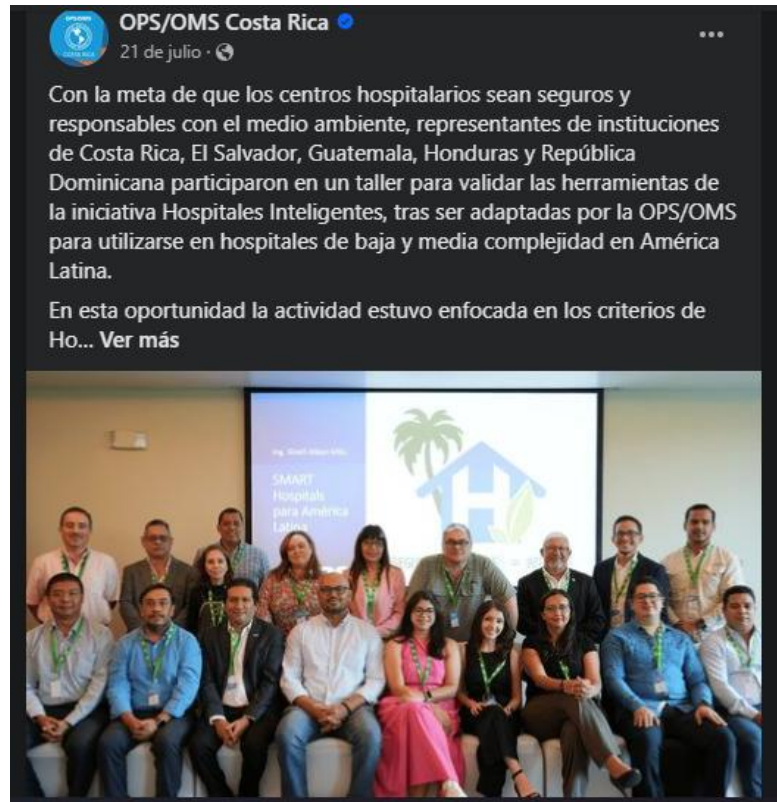 OPS/OMS
COSTA RICA
OPS/OMS Costa Rica
21 de julio ·
Con la meta de que los centros hospitalarios sean seguros y
responsables con el medio ambiente, representantes de instituciones
de Costa Rica, El Salvador, Guatemala, Honduras y República
Dominicana participaron en un taller para validar las herramientas de
la iniciativa Hospitales Inteligentes, tras ser adaptadas por la OPS/OMS
para utilizarse en hospitales de baja y media complejidad en América
Latina.
En esta oportunidad la actividad estuvo enfocada en los criterios de
Ho... Ver más
SMART
Hospitals
para América
Latina
H